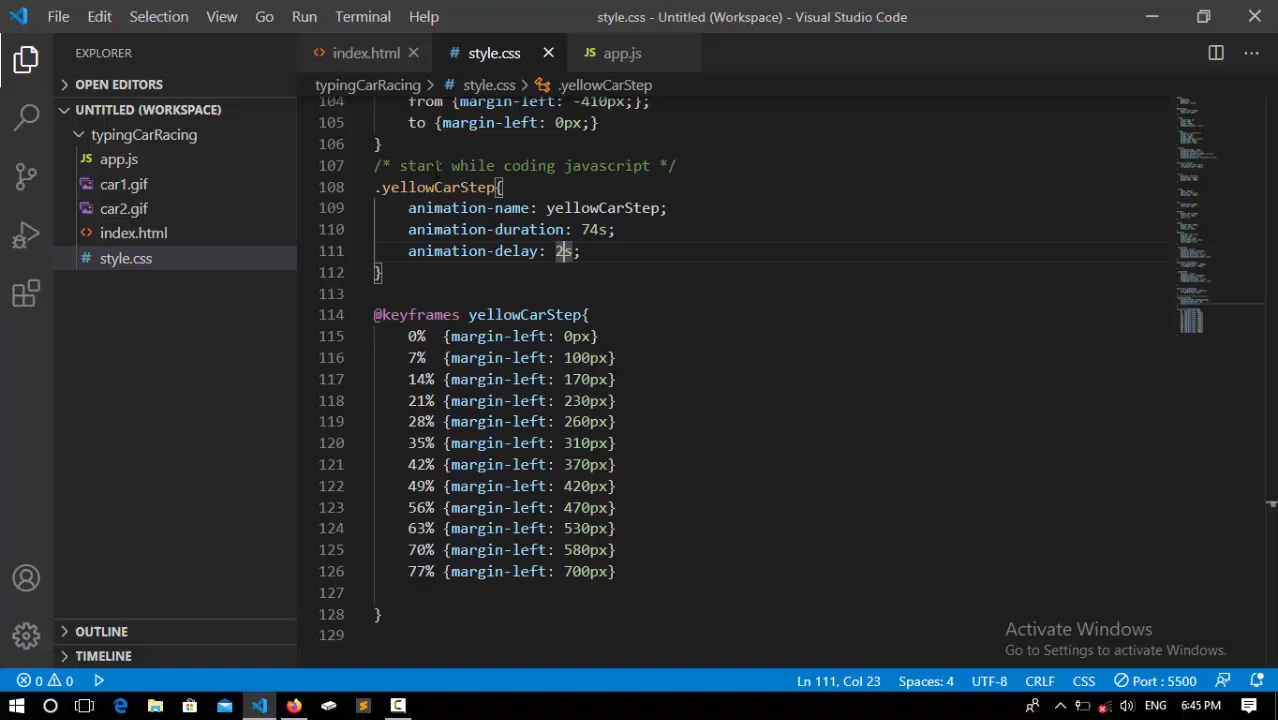 File Edit Selection View Go Run Terminal Help style.css - Untitled (Workspace) - Visual Studio Code
EXPLORER
index.html style.css JS app.js
OPEN EDITORS
typingCarRacing > style.css > .yellowCarStep
UNTITLED (WORKSPACE)
typingCarRacing
JS app.js
car1.gif
car2.gif
index.html
style.css
104 from {margin-left: -410px;};
105 to {margin-left: 0px;}
106 }
107 /* start while coding javascript */
108 .yellowCarStep{
109 animation-name: yellowCarStep;
110 animation-duration: 74s;
111 animation-delay: 2s;
112 }
113
114 @keyframes yellowCarStep{
115 0% {margin-left: 0px}
116 7% {margin-left: 100px}
117 14% {margin-left: 170px}
118 21% {margin-left: 230px}
119 28% {margin-left: 260px}
120 35% {margin-left: 310px}
121 42% {margin-left: 370px}
122 49% {margin-left: 420px}
123 56% {margin-left: 470px}
124 63% {margin-left: 530px}
125 70% {margin-left: 580px}
126 77% {margin-left: 700px}
127
128 }
129
OUTLINE
TIMELINE
Activate Windows
Go to Settings to activate Windows.
0 0 Ln 111, Col 23 Spaces: 4 UTF-8 CRLF CSS Port : 5500
ENG 6:45 PM